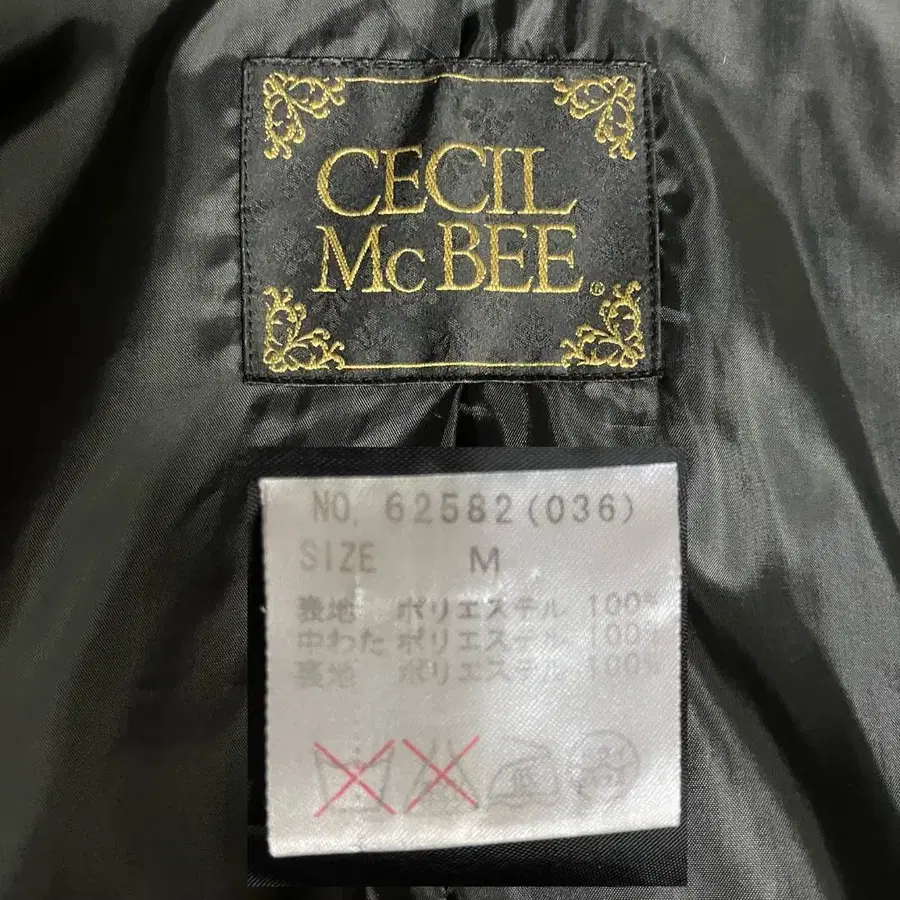 CECIL
McBEE®
NO. 62582(036)
SIZE M
表地 ポリエステル 100%
中わた ポリエステル 100%
裏地 ポリエステル 100%